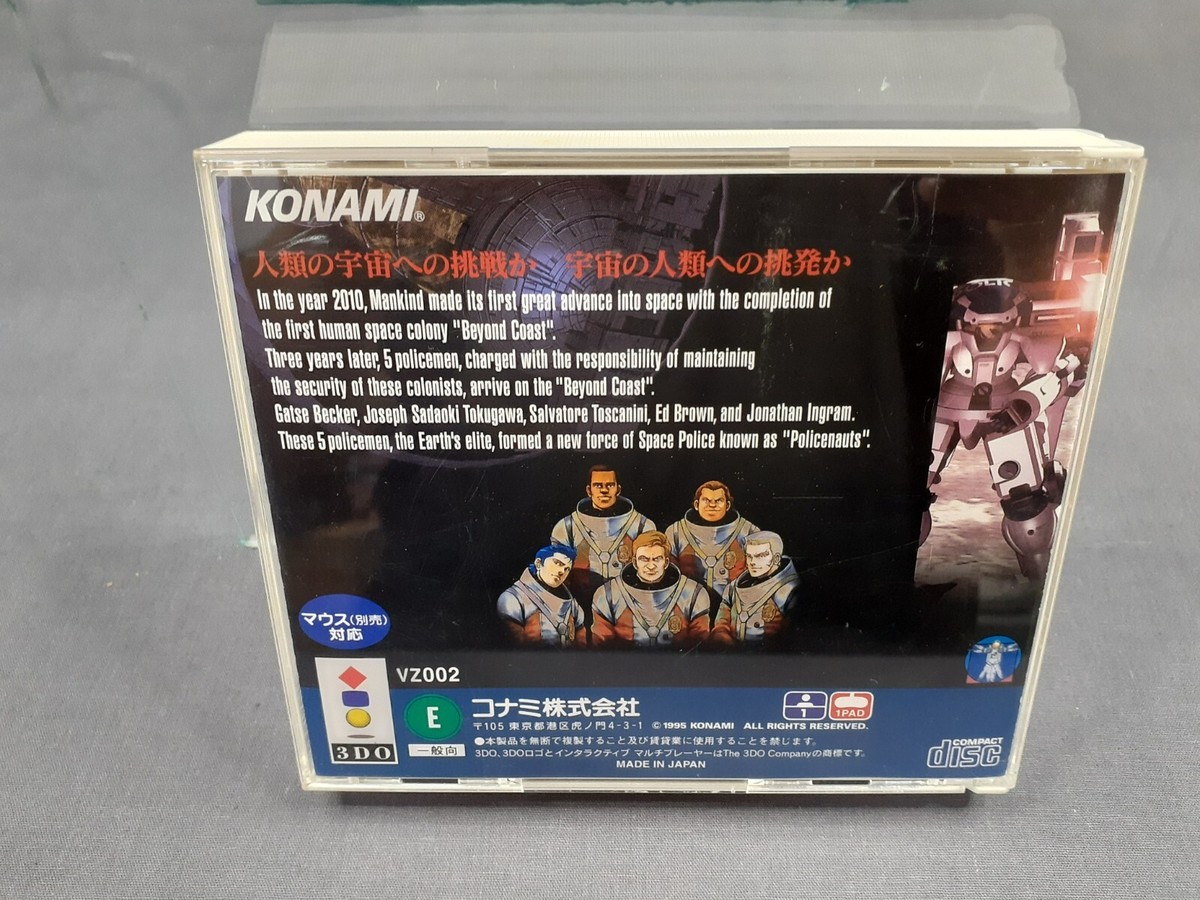 KONAMI®
人類の宇宙への挑戦か 宇宙の人類への挑発か
In the year 2010, Mankind made its first great advance into space with the completion of
the first human space colony "Beyond Coast".
Three years later, 5 policemen, charged with the responsibility of maintaining
the security of these colonists, arrive on the "Beyond Coast".
Gatse Becker, Joseph Sadaoki Tokugawa, Salvatore Toscanini, Ed Brown, and Jonathan Ingram.
These 5 policemen, the Earth's elite, formed a new force of Space Police known as "Policenauts".
マウス(別売)
対応
VZ002
3DO
E
一般向
コナミ株式会社
1
1PAD
〒105 東京都港区虎ノ門4-3-1 ©1995 KONAMI ALL RIGHTS RESERVED.
●本製品を無断で複製すること及び賃貸業に使用することを禁じます。
3DO、3DOロゴとインタラクティブ マルチプレーヤーはThe 3DO Companyの商標です。
MADE IN JAPAN
COMPACT
disc